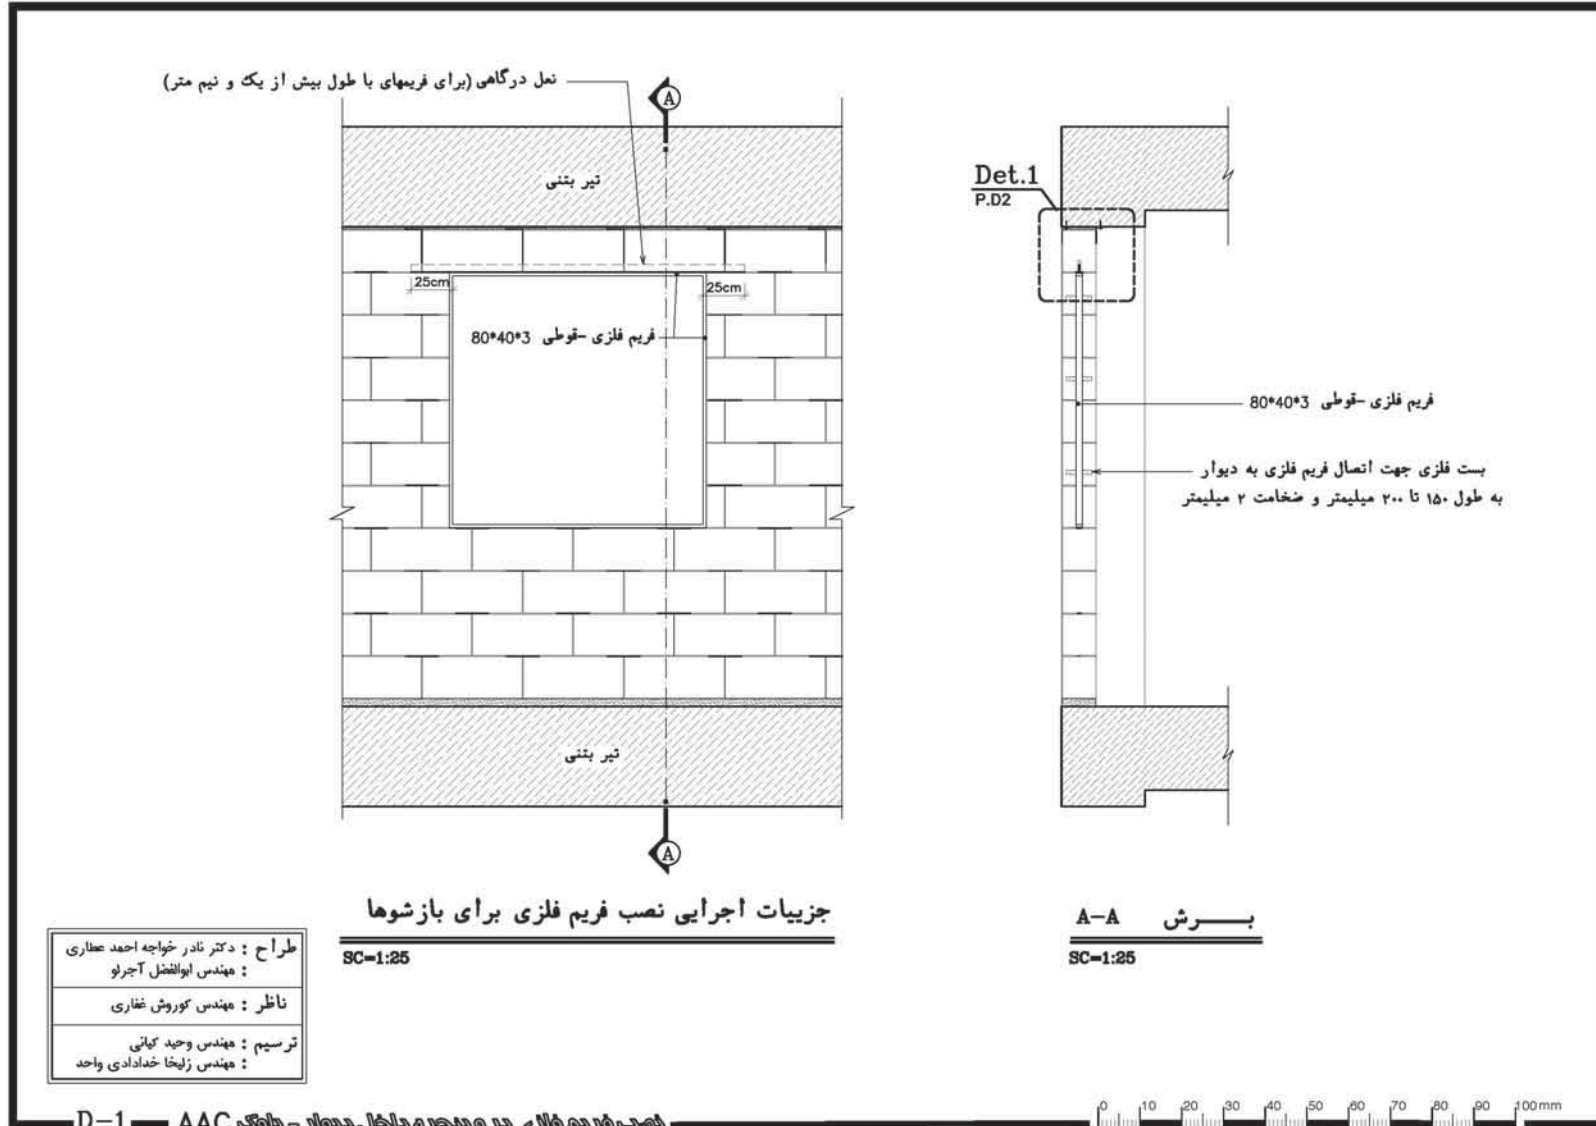 نعل درگاهی (برای فریمهای با طول بیش از یک و نیم متر)
A
تیر بتنی
25cm
25cm
فریم فلزی -قوطی 3*40*80
تیر بتنی
A
جزییات اجرایی نصب فریم فلزی برای بازشوها
SC=1:25
Det.1
P.D2
فریم فلزی -قوطی 3*40*80
بست فلزی جهت اتصال فریم فلزی به دیوار
به طول ۱۵۰ تا ۲۰۰ میلیمتر و ضخامت ۲ میلیمتر
برش A-A
SC=1:25
طراح : دکتر نادر خواجه احمد عطاری
: مهندس ابوالفضل آجرلو
ناظر : مهندس کوروش غفاری
ترسیم : مهندس وحید کیانی
: مهندس زلیخا خدادادی واحد
D-1
نصب فریم فلزی دیوار - بلوک AAC
0 10 20 30 40 50 60 70 80 90 100mm